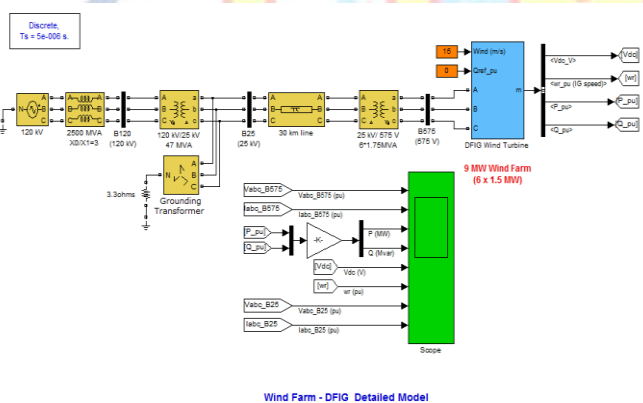 Discrete,
Ts = 5e-006 s.
15
Wind (m/s)
0
Qref_pu
A
B
C
m
DFIG Wind Turbine
<Vdc_V>
[Vdc]
<wr_pu (IG speed)>
[wr]
<P_pu>
[P_pu]
<Q_pu>
[Q_pu]
9 MW Wind Farm
(6 x 1.5 MW)
N
A
B
C
120 kV
A
B
C
A
B
C
2500 MVA
X0/X1=3
B120
(120 kV)
A
B
C
a
b
c
120 kV/25 kV
47 MVA
B25
(25 kV)
A
B
C
A
B
C
30 km line
A
B
C
a
b
c
25 kV/ 575 V
6*1.75MVA
B575
(575 V)
N
A
B
C
3.3ohms
Grounding
Transformer
Vabc_B575
Vabc_B575 (pu)
Iabc_B575
Iabc_B575 (pu)
[P_pu]
[Q_pu]
-K-
P (MW)
Q (Mvar)
[Vdc]
Vdc (V)
[wr]
wr (pu)
Vabc_B25
Vabc_B25 (pu)
Iabc_B25
Iabc_B25 (pu)
Scope
Wind Farm - DFIG Detailed Model